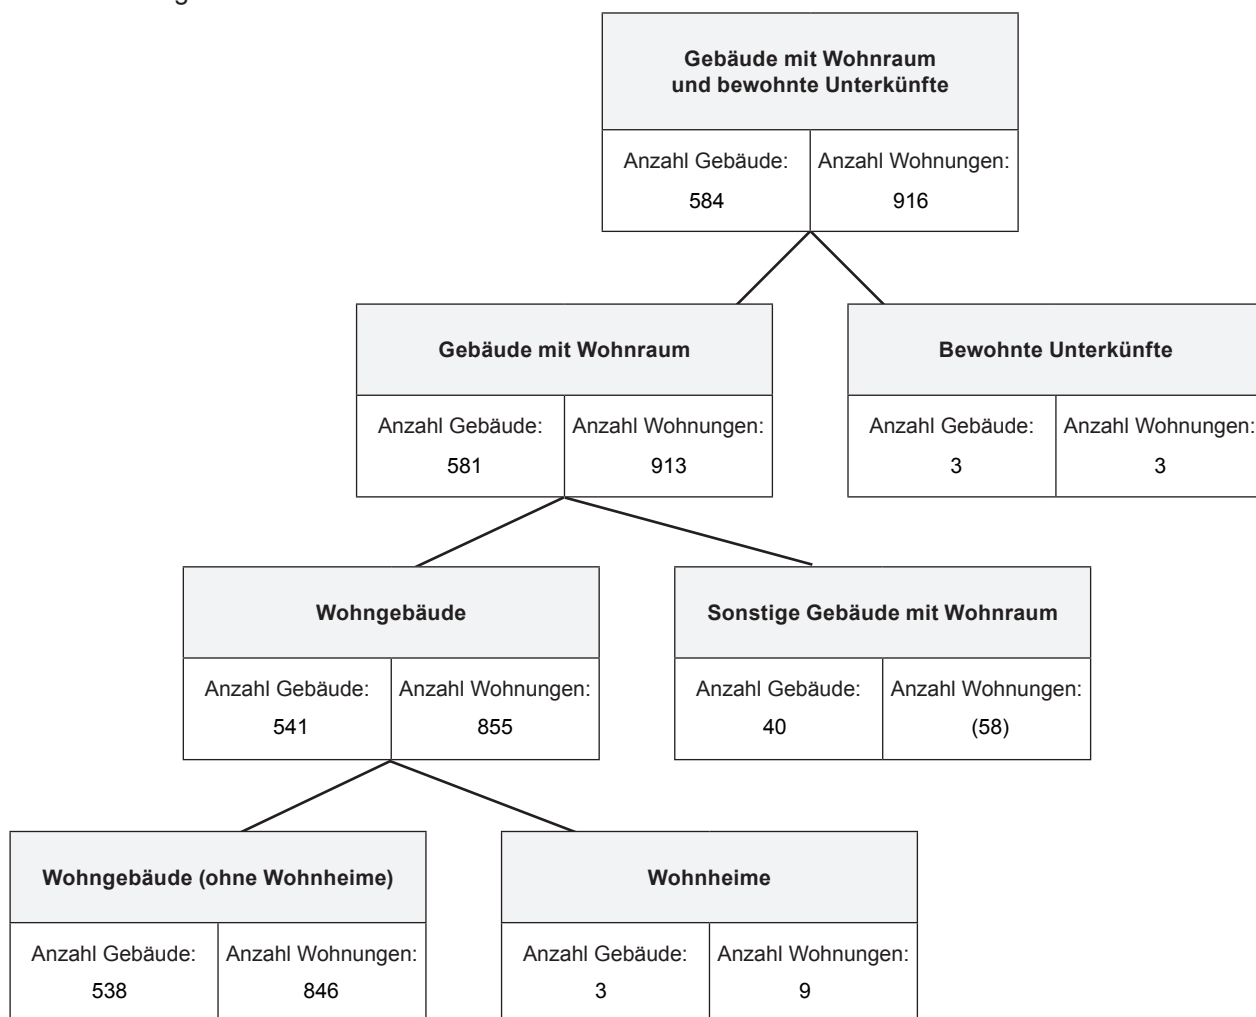 Gebäude mit Wohnraum
und bewohnte Unterkünfte
Anzahl Gebäude: Anzahl Wohnungen:
584 916
Gebäude mit Wohnraum
Anzahl Gebäude: Anzahl Wohnungen:
581 913
Bewohnte Unterkünfte
Anzahl Gebäude: Anzahl Wohnungen:
3 3
Wohngebäude
Anzahl Gebäude: Anzahl Wohnungen:
541 855
Sonstige Gebäude mit Wohnraum
Anzahl Gebäude: Anzahl Wohnungen:
40 (58)
Wohngebäude (ohne Wohnheime)
Anzahl Gebäude: Anzahl Wohnungen:
538 846
Wohnheime
Anzahl Gebäude: Anzahl Wohnungen:
3 9